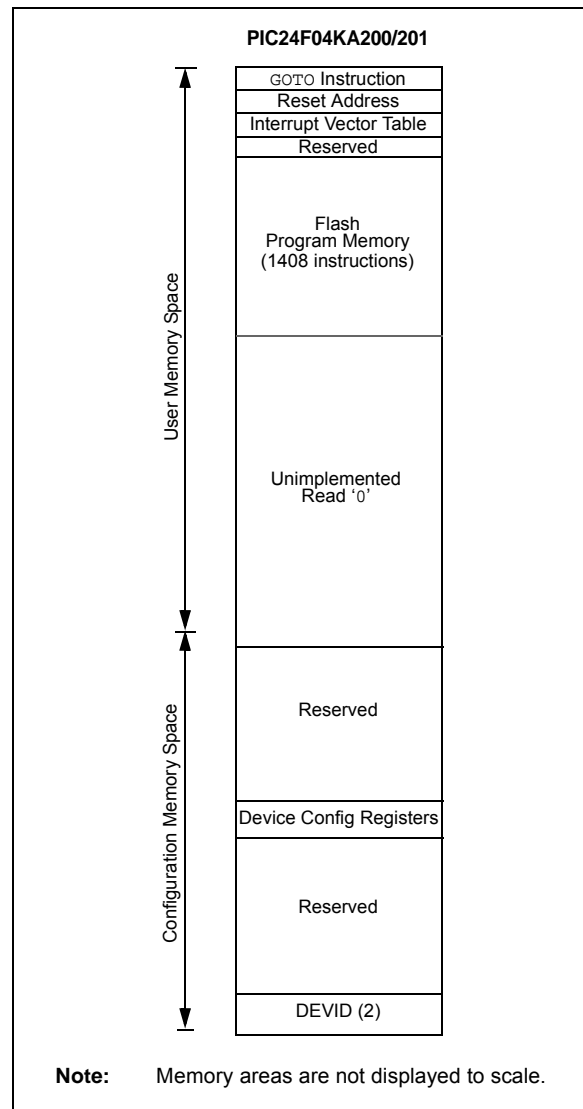 PIC24F04KA200/201
GOTO Instruction
Reset Address
Interrupt Vector Table
Reserved
Flash
Program Memory
(1408 instructions)
User Memory Space
Unimplemented
Read ‘0’
Reserved
Configuration Memory Space
Device Config Registers
Reserved
DEVID (2)
Note: Memory areas are not displayed to scale.